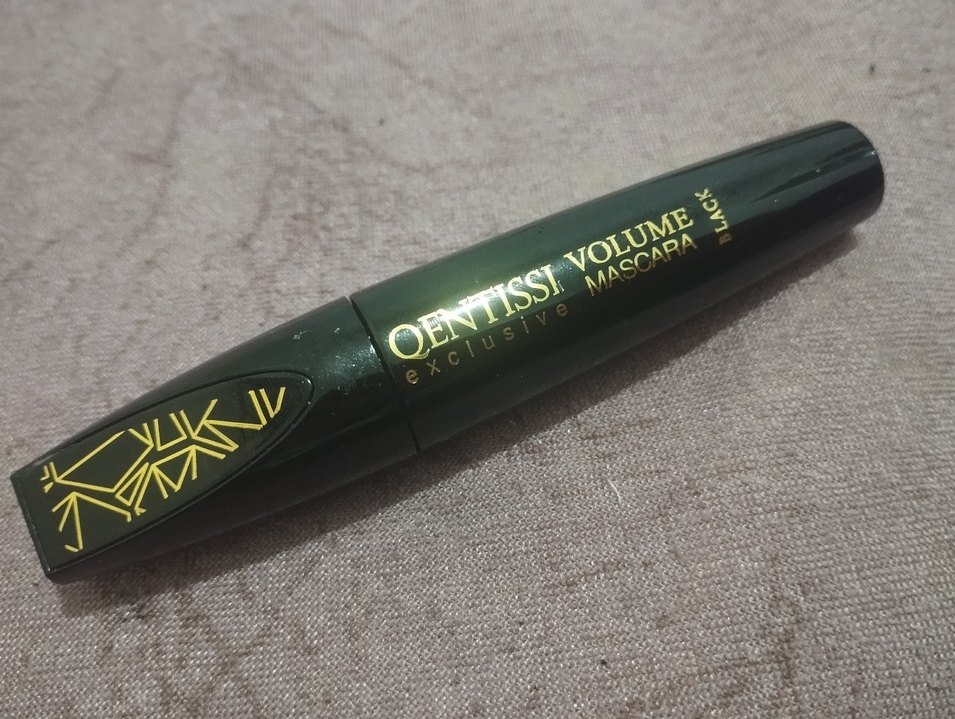 QENTISSI VOLUME
exclusive MASCARA
BLACK